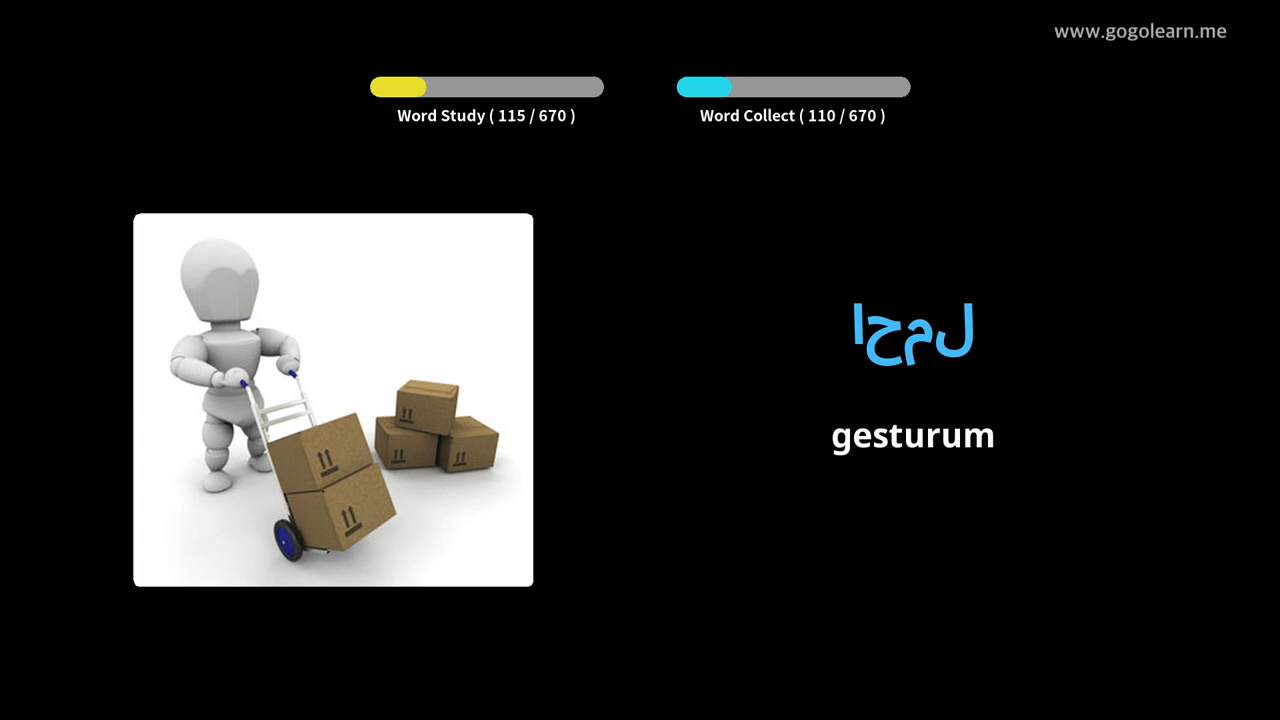 www.gogolearn.me
Word Study ( 115 / 670 )
Word Collect ( 110 / 670 )
احمل
gesturum